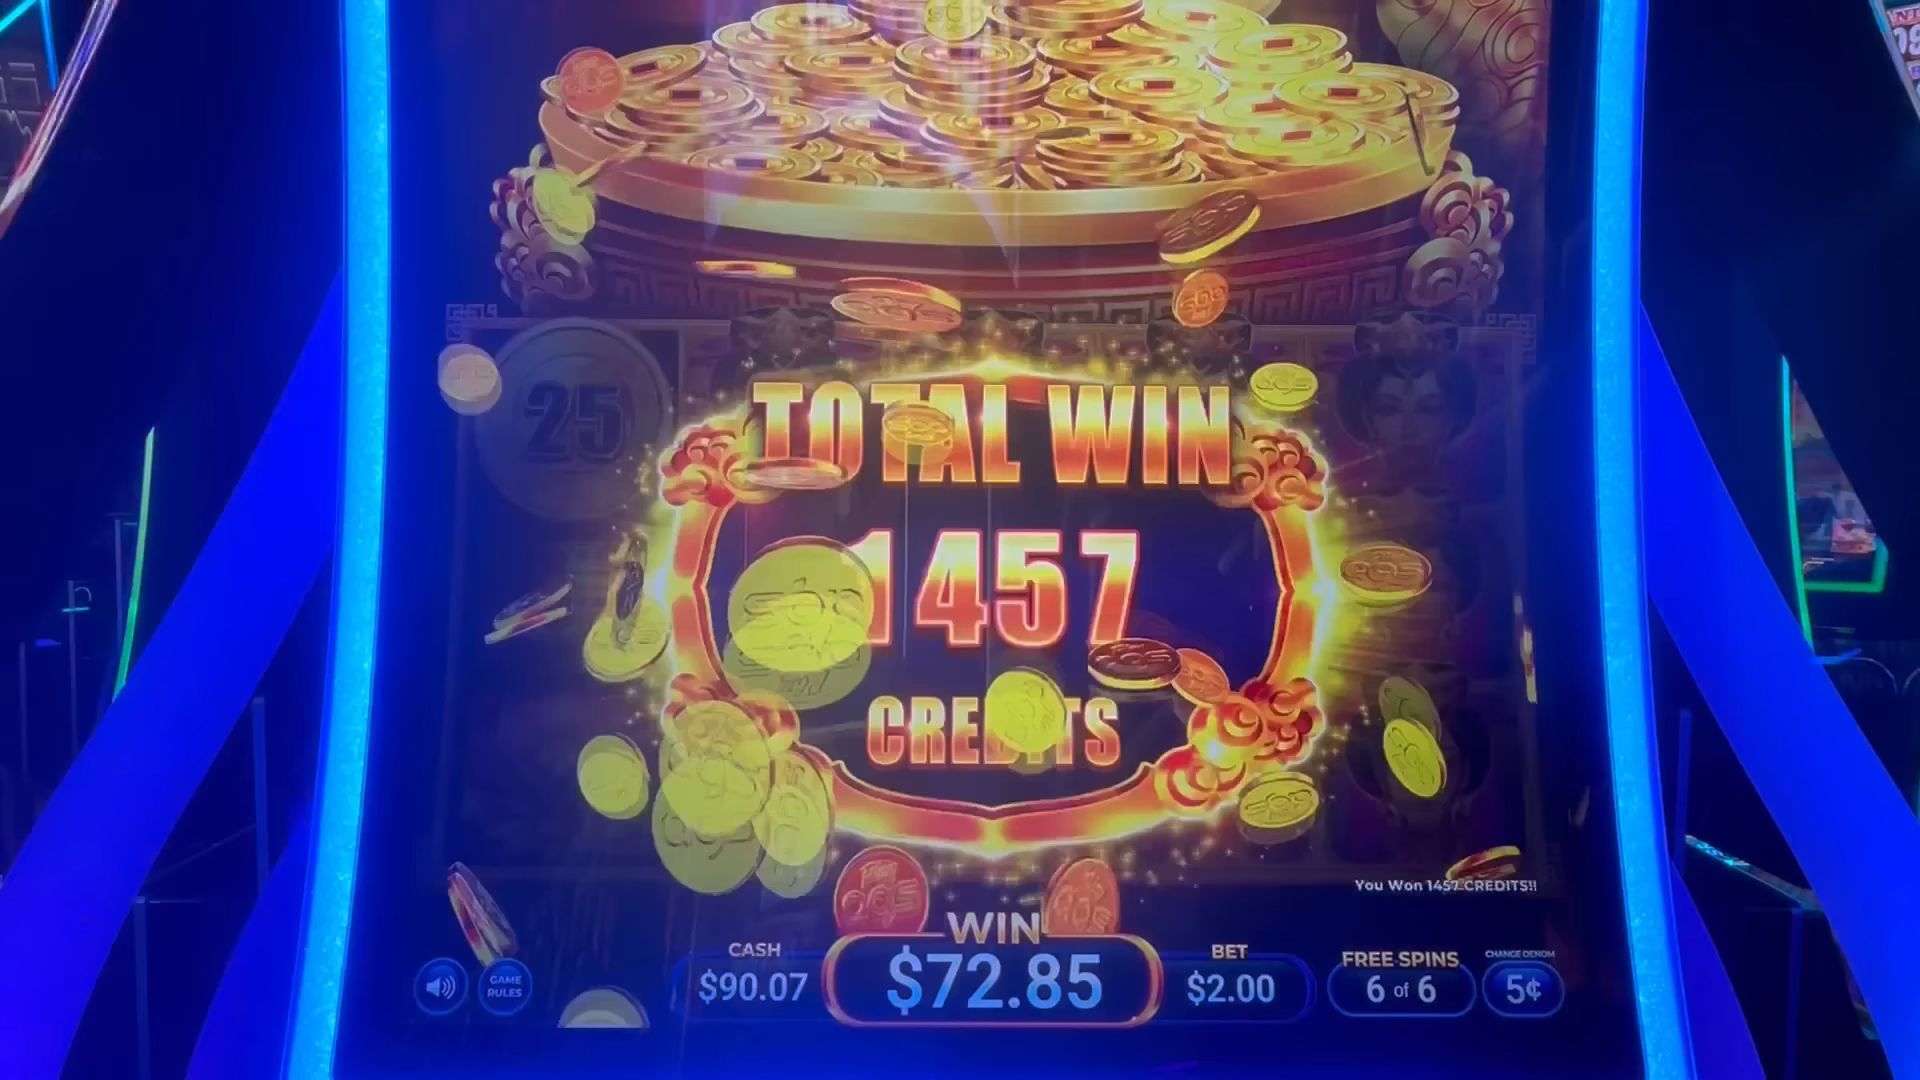 25
TOTAL WIN
1457
CREDITS
You Won 1457 CREDITS!!
GAME RULES
CASH
$90.07
WIN
$72.85
BET
$2.00
FREE SPINS
6 of 6
CHANGE DENOM
5¢